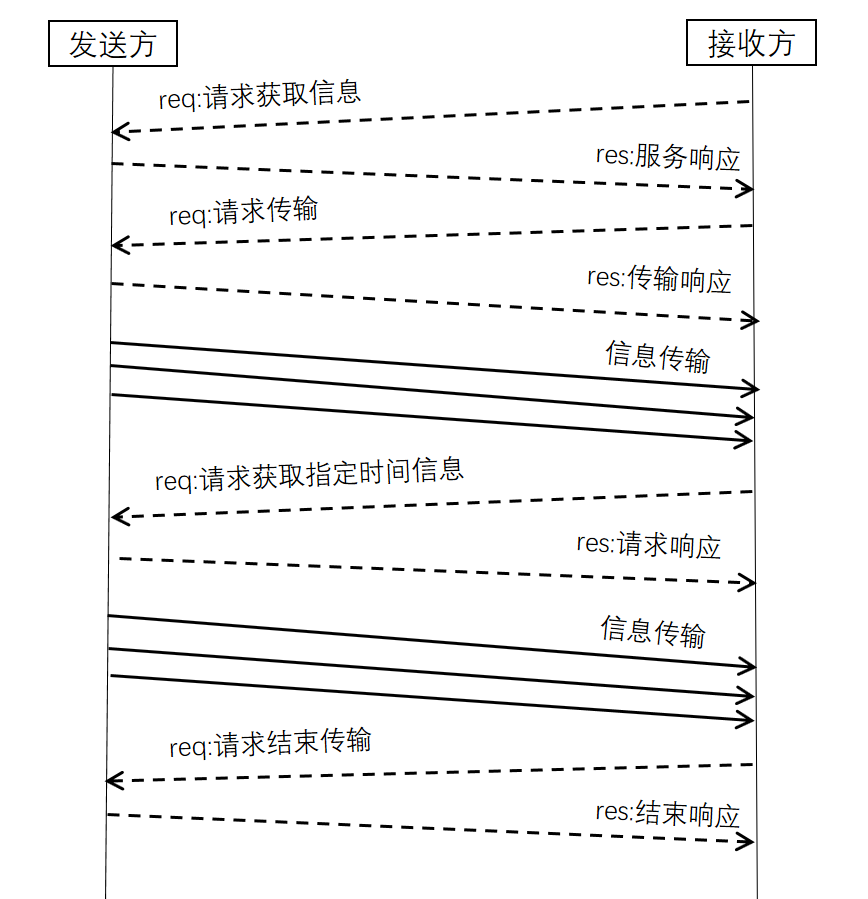 发送方
接收方
req:请求获取信息
res:服务响应
req:请求传输
res:传输响应
信息传输
req:请求获取指定时间信息
res:请求响应
信息传输
req:请求结束传输
res:结束响应